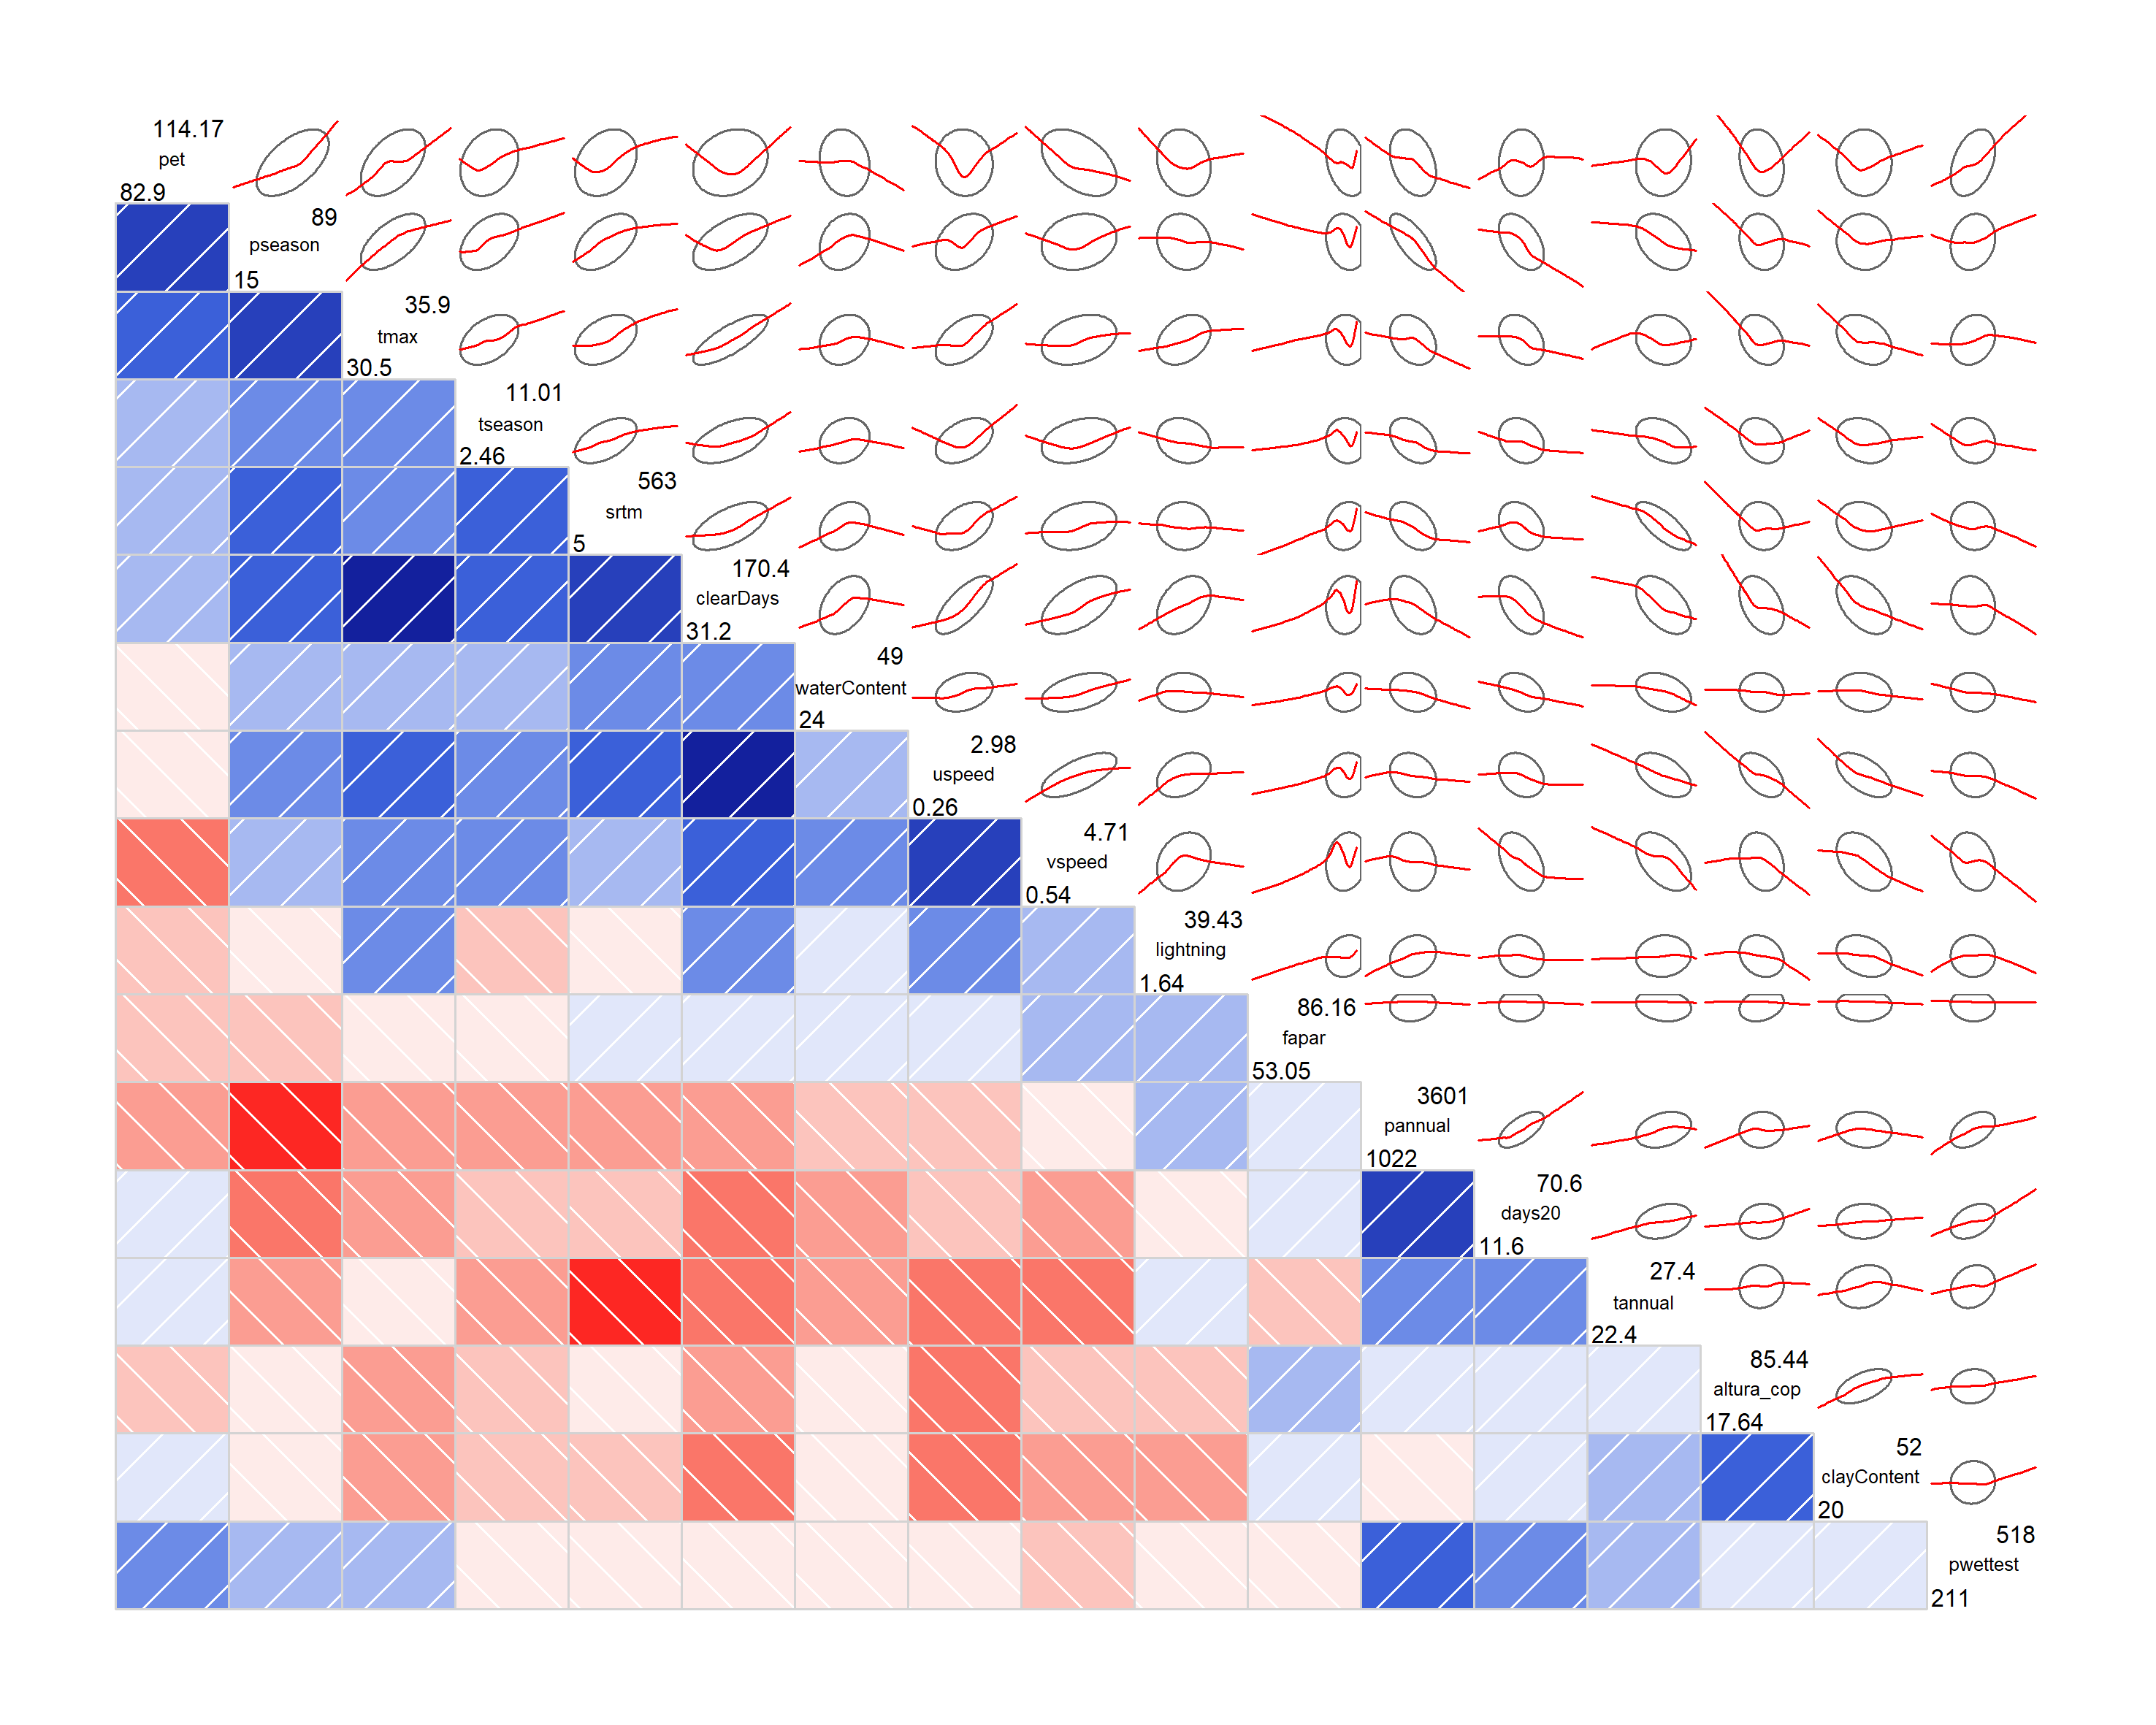 114.17
pet
82.9
89
pseason
15
35.9
tmax
30.5
11.01
tseason
2.46
563
srtm
5
170.4
clearDays
31.2
49
waterContent
24
2.98
uspeed
0.26
4.71
vspeed
0.54
39.43
lightning
1.64
86.16
fapar
53.05
3601
pannual
1022
70.6
days20
11.6
27.4
tannual
22.4
85.44
altura_cop
17.64
52
clayContent
20
518
pwettest
211